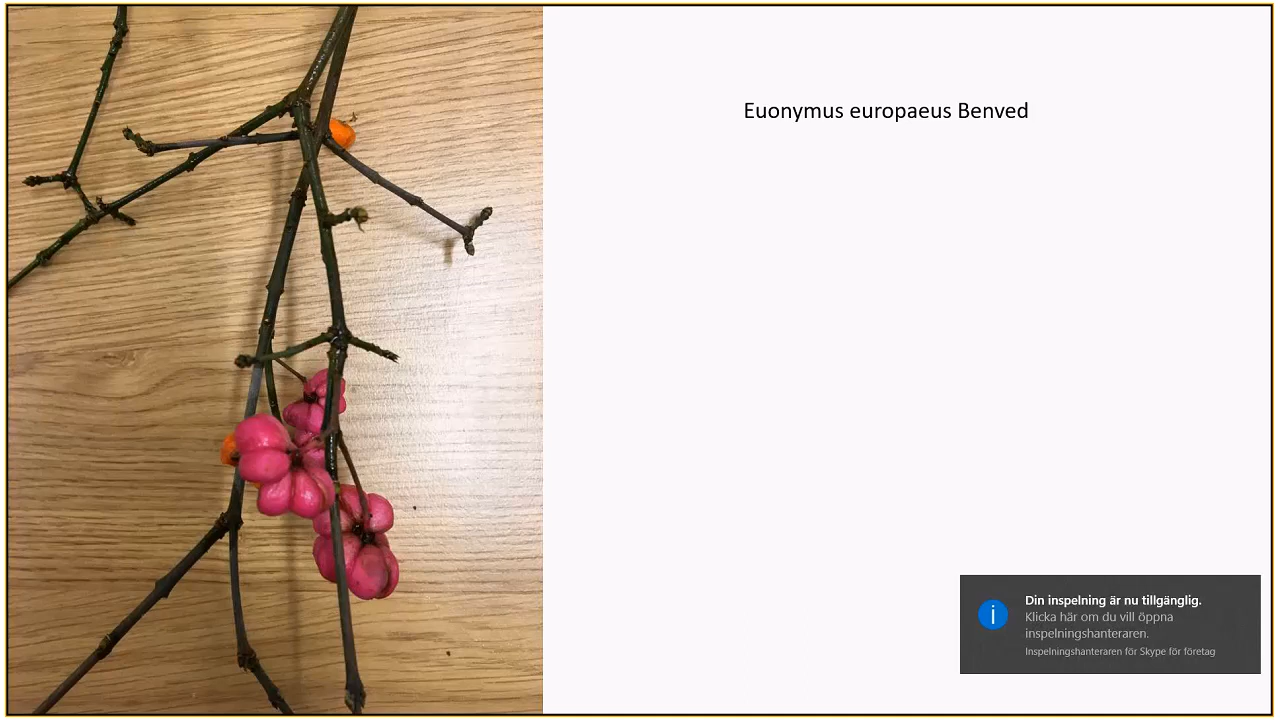 Euonymus europaeus Benved
Din inspelning är nu tillgänglig.
Klicka här om du vill öppna
inspelningshanteraren.
Inspelningshanteraren för Skype för företag